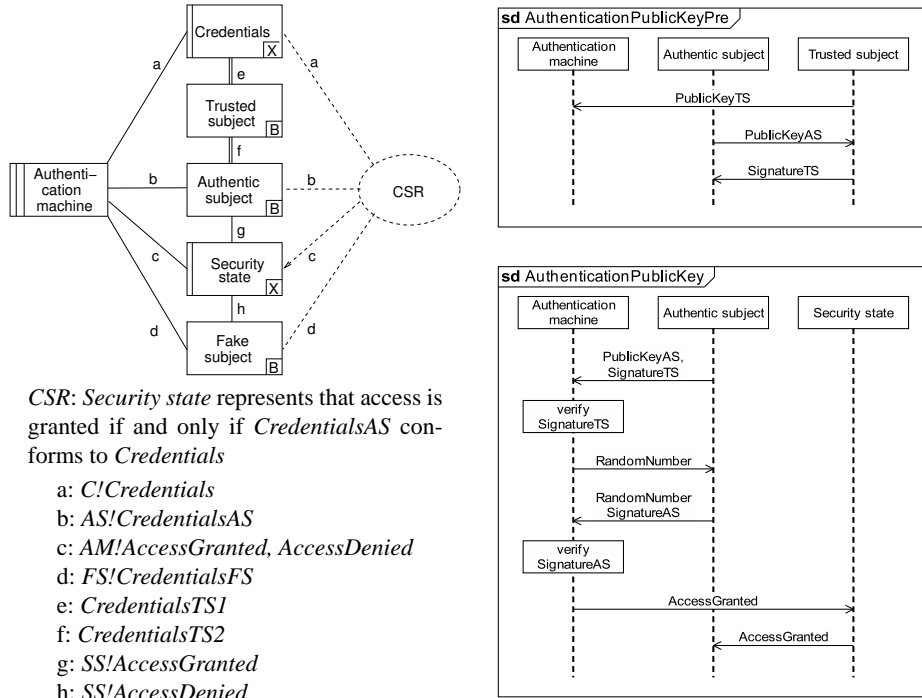 Credentials
X
a
a
e
Trusted
subject
B
f
Authenti–
cation
machine
b
Authentic
subject
B
b
CSR
g
c
Security
state
X
c
h
d
Fake
subject
B
d
CSR: Security state represents that access is
granted if and only if CredentialsAS con-
forms to Credentials
a: C!Credentials
b: AS!CredentialsAS
c: AM!AccessGranted, AccessDenied
d: FS!CredentialsFS
e: CredentialsTS1
f: CredentialsTS2
g: SS!AccessGranted
h: SS!AccessDenied
sd AuthenticationPublicKeyPre
Authentication
machine
Authentic subject
Trusted subject
PublicKeyTS
PublicKeyAS
SignatureTS
sd AuthenticationPublicKey
Authentication
machine
Authentic subject
Security state
PublicKeyAS,
SignatureTS
verify
SignatureTS
RandomNumber
RandomNumber
SignatureAS
verify
SignatureAS
AccessGranted
AccessGranted